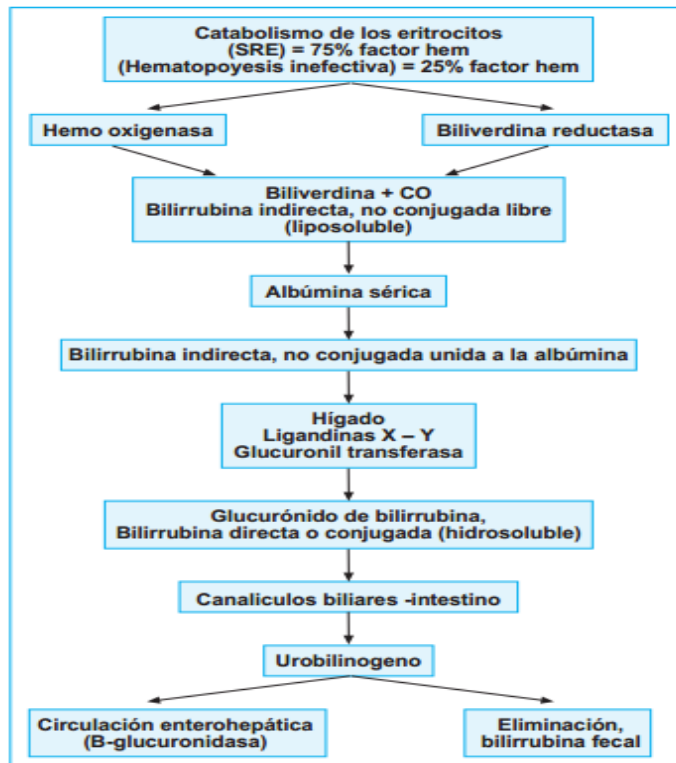 Catabolismo de los eritrocitos
(SRE) = 75% factor hem
(Hematopoyesis inefectiva) = 25% factor hem
Hemo oxigenasa
Biliverdina reductasa
Biliverdina + CO
Bilirrubina indirecta, no conjugada libre
(liposoluble)
Albúmina sérica
Bilirrubina indirecta, no conjugada unida a la albúmina
Hígado
Ligandinas X – Y
Glucuronil transferasa
Glucurónido de bilirrubina,
Bilirrubina directa o conjugada (hidrosoluble)
Canaliculos biliares -intestino
Urobilinogeno
Circulación enterohepática
(B-glucuronidasa)
Eliminación,
bilirrubina fecal